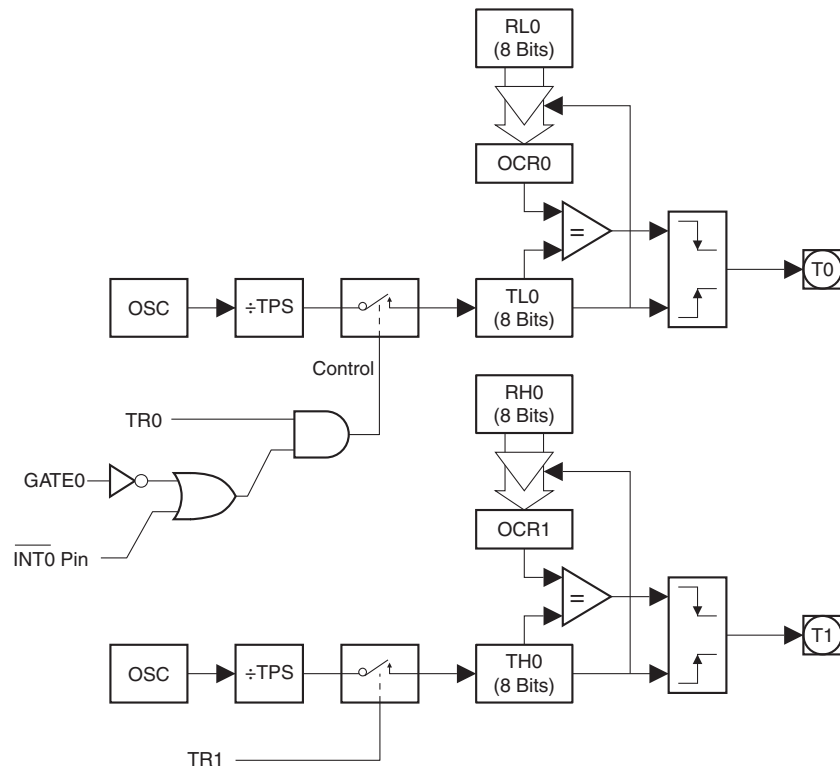 RL0
(8 Bits)
OCR0
=
OSC
÷TPS
TL0
(8 Bits)
T0
Control
TR0
GATE0
INT0 Pin
RH0
(8 Bits)
OCR1
=
OSC
÷TPS
TH0
(8 Bits)
T1
TR1